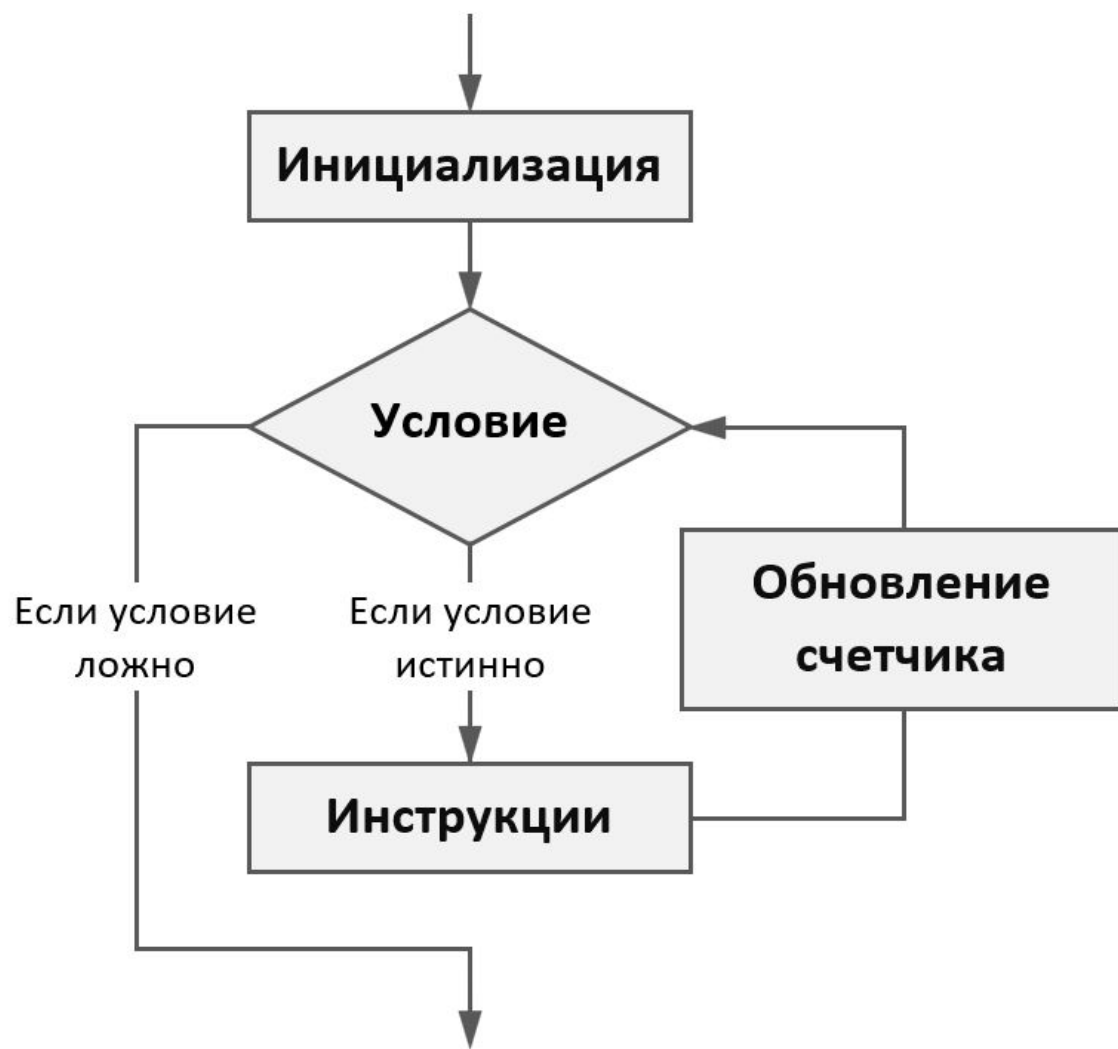 Инициализация
Условие
Если условие
ложно
Если условие
истинно
Обновление
счетчика
Инструкции